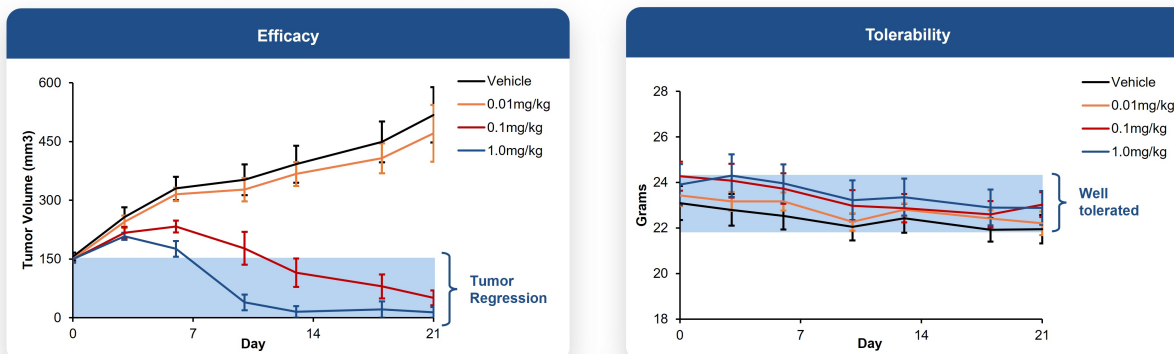 Efficacy
Tumor Volume (mm3)
600
450
300
150
0
0 7 14 21
Day
Vehicle
0.01mg/kg
0.1mg/kg
1.0mg/kg
Tumor
Regression
Tolerability
Grams
28
26
24
22
20
18
0 7 14 21
Day
Vehicle
0.01mg/kg
0.1mg/kg
1.0mg/kg
Well
tolerated